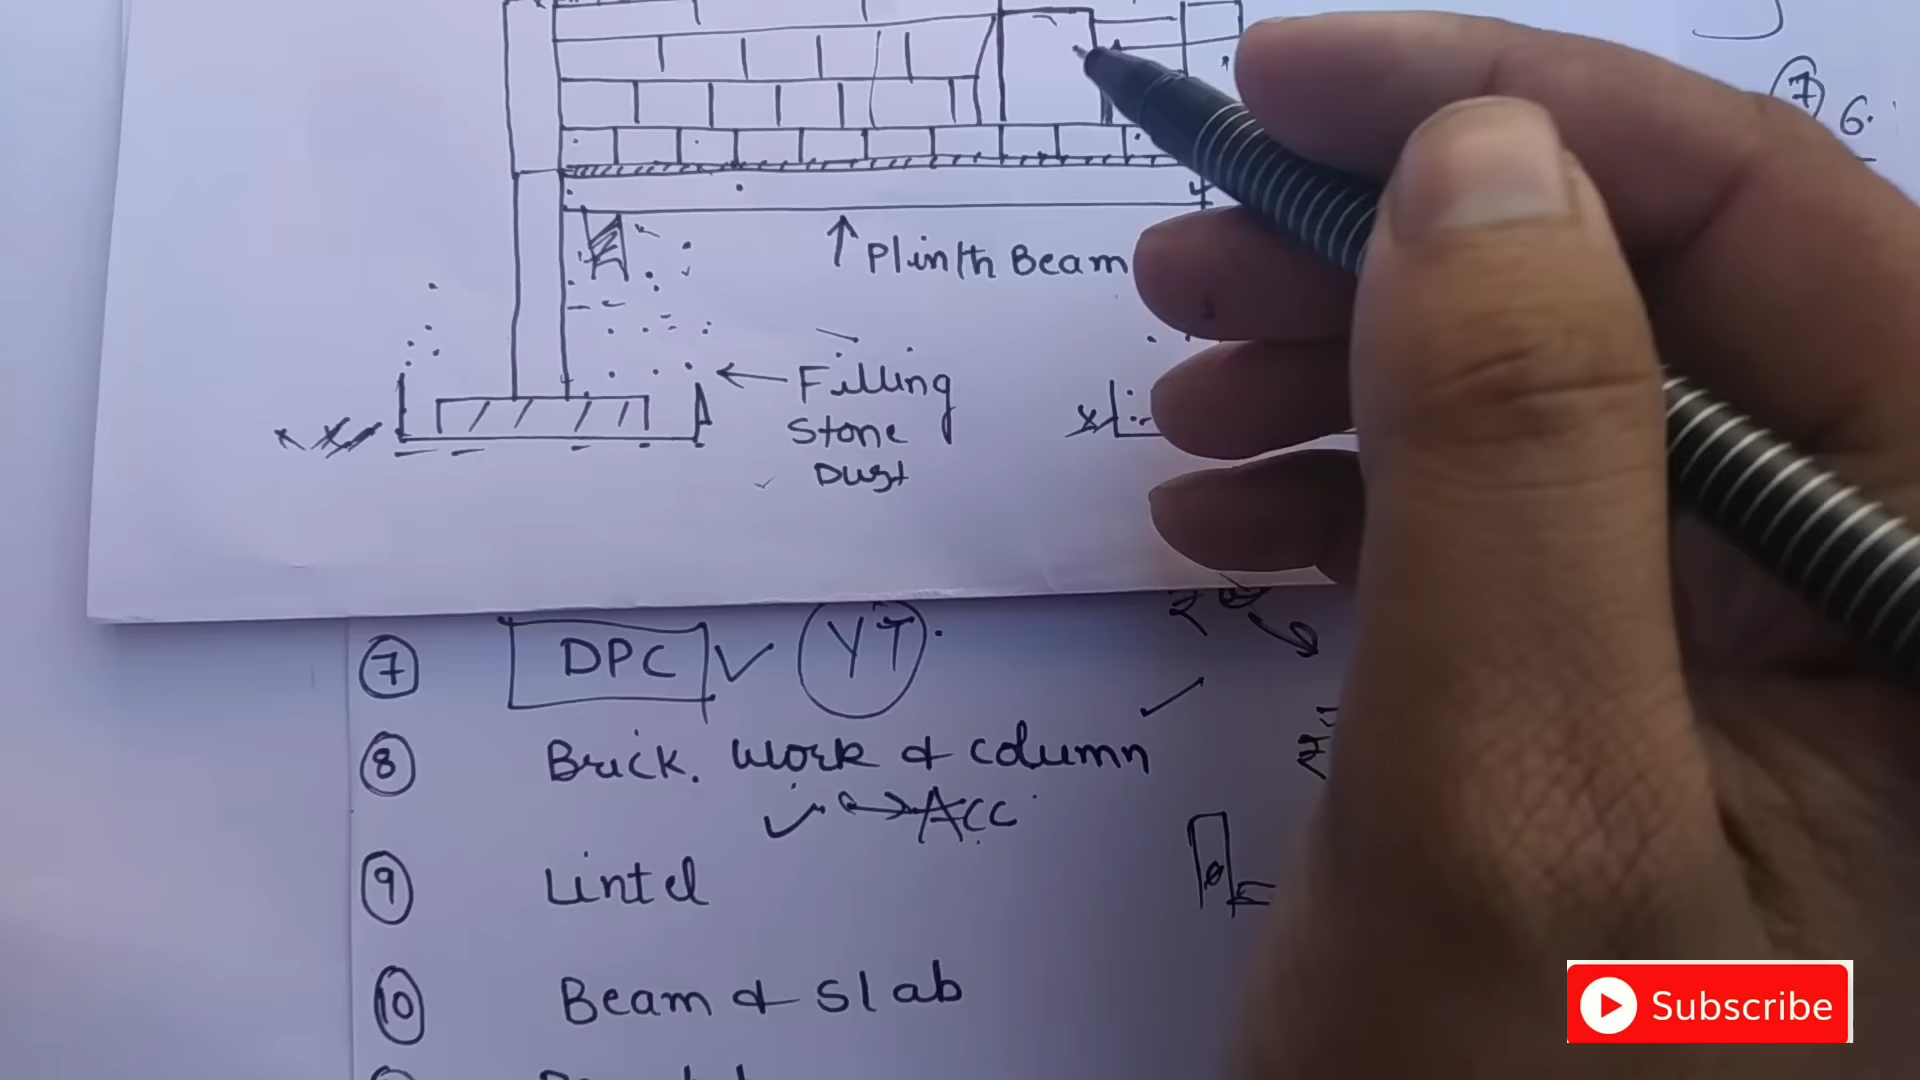 7 6.
Plinth Beam
Filling
Stone
Dust
7 DPC YT
8 Brick. work & column
Acc
9 Lintel
10 Beam & slab
Subscribe